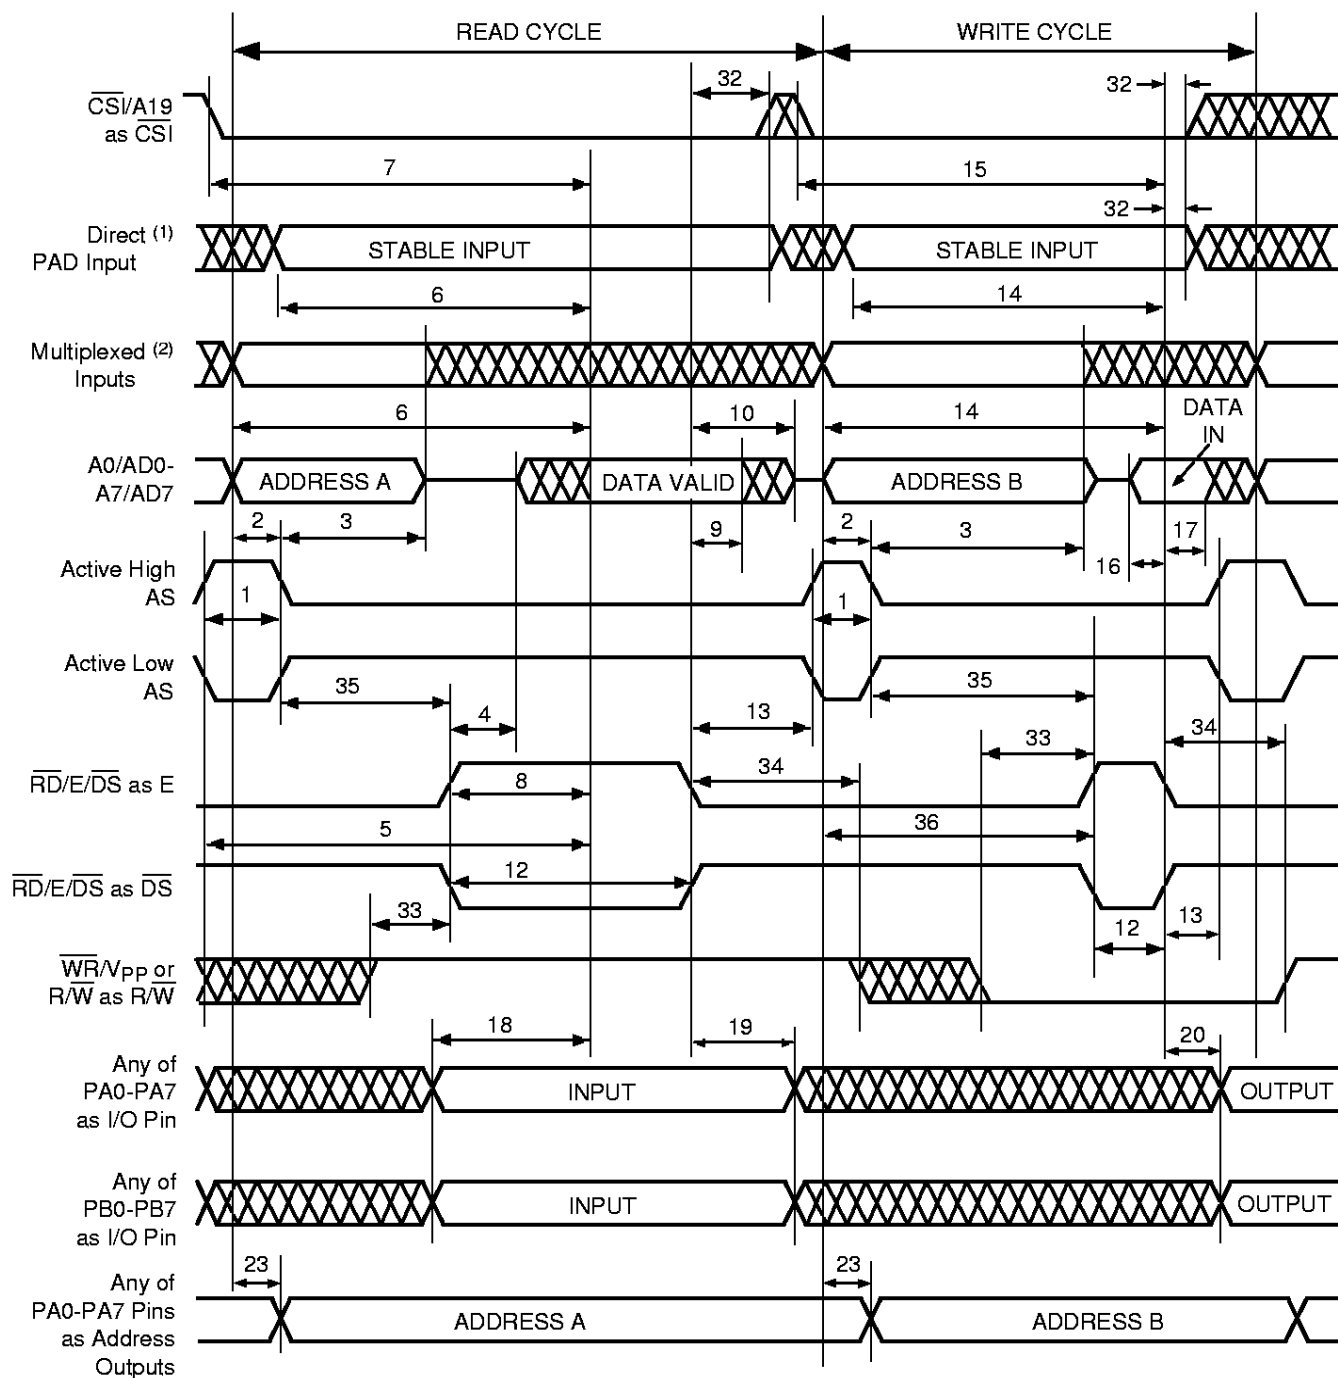 READ CYCLE WRITE CYCLE
32 32
CSI/A19
as CSI
7 15
32
Direct (1)
PAD Input
STABLE INPUT STABLE INPUT
6 14
Multiplexed (2)
Inputs
6 10 14 DATA
IN
A0/AD0-
A7/AD7
ADDRESS A DATA VALID ADDRESS B
2 3 9 2 3 17
16
Active High
AS
1 1
Active Low
AS
35 35
4 13 34
33
34
RD/E/DS as E
8
5 36
RD/E/DS as DS
12
33 12 13
WR/VPP or
R/W as R/W
18 19 20
Any of
PA0-PA7
as I/O Pin
INPUT OUTPUT
Any of
PB0-PB7
as I/O Pin
INPUT OUTPUT
23 23
Any of
PA0-PA7 Pins
as Address
Outputs
ADDRESS A ADDRESS B